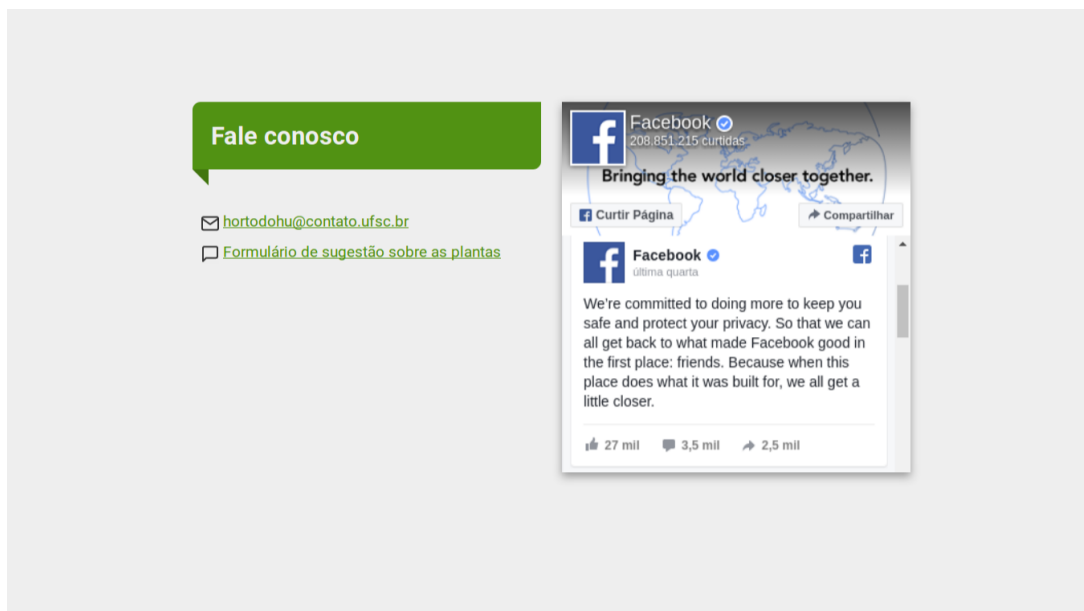 Fale conosco
hortodohu@contato.ufsc.br
Formulário de sugestão sobre as plantas
Facebook
208.851.215 curtidas
Bringing the world closer together.
Curtir Página
Compartilhar
Facebook
última quarta
We're committed to doing more to keep you
safe and protect your privacy. So that we can
all get back to what made Facebook good in
the first place: friends. Because when this
place does what it was built for, we all get a
little closer.
27 mil 3,5 mil 2,5 mil